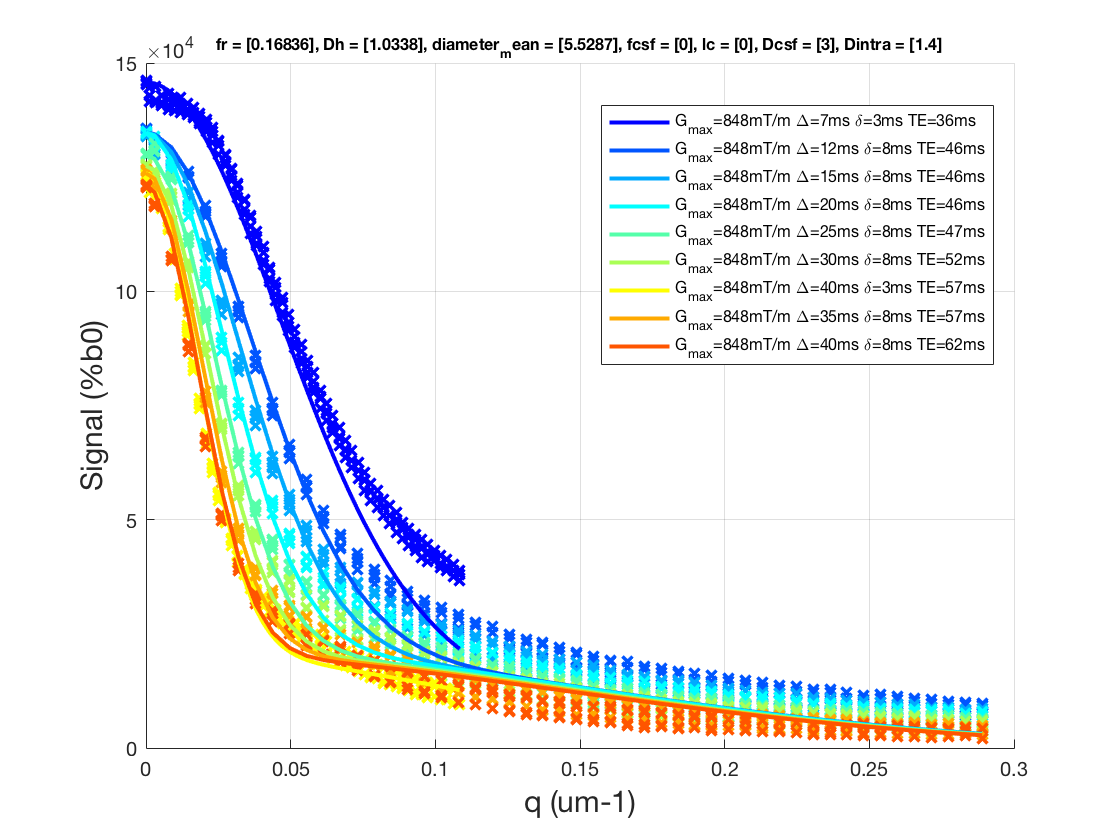 ×10⁴
fr = [0.16836], Dh = [1.0338], diameter_mean = [5.5287], fcsf = [0], lc = [0], Dcsf = [3], Dintra = [1.4]
15
10
5
0
Signal (%b0)
G_max=848mT/m Δ=7ms δ=3ms TE=36ms
G_max=848mT/m Δ=12ms δ=8ms TE=46ms
G_max=848mT/m Δ=15ms δ=8ms TE=46ms
G_max=848mT/m Δ=20ms δ=8ms TE=46ms
G_max=848mT/m Δ=25ms δ=8ms TE=47ms
G_max=848mT/m Δ=30ms δ=8ms TE=52ms
G_max=848mT/m Δ=40ms δ=3ms TE=57ms
G_max=848mT/m Δ=35ms δ=8ms TE=57ms
G_max=848mT/m Δ=40ms δ=8ms TE=62ms
0 0.05 0.1 0.15 0.2 0.25 0.3
q (um-1)